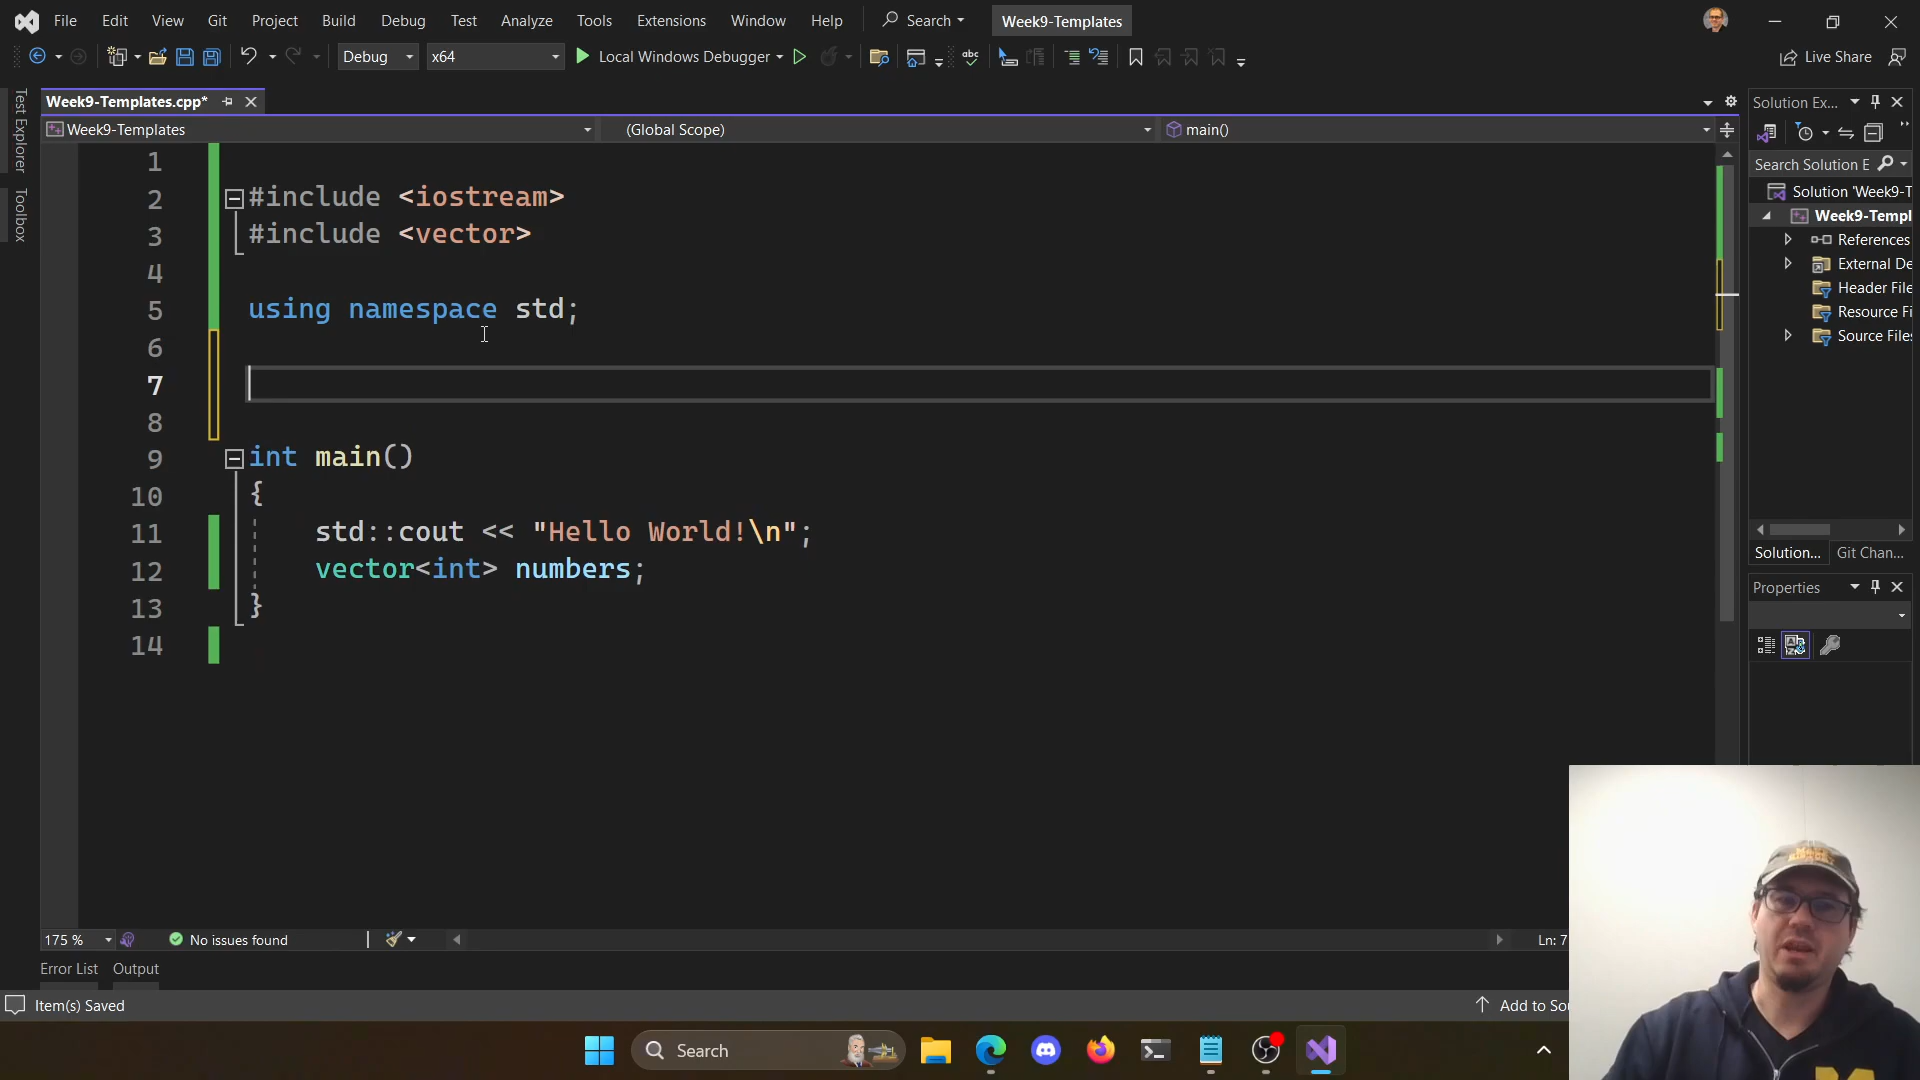 File Edit View Git Project Build Debug Test Analyze Tools Extensions Window Help Search Week9-Templates
Debug x64 Local Windows Debugger Live Share
Week9-Templates.cpp*
Week9-Templates (Global Scope) main()
Test Explorer
Toolbox
1
2 #include <iostream>
3 #include <vector>
4
5 using namespace std;
6
7
8
9 int main()
10 {
11 std::cout << "Hello World!\n";
12 vector<int> numbers;
13 }
14
Solution Ex...
Search Solution E
Solution 'Week9-T
Week9-Templ
References
External De
Header File
Resource Fi
Source File
Solution... Git Chan...
Properties
175 % No issues found Ln: 7
Error List Output
Item(s) Saved Add to Sou
Search